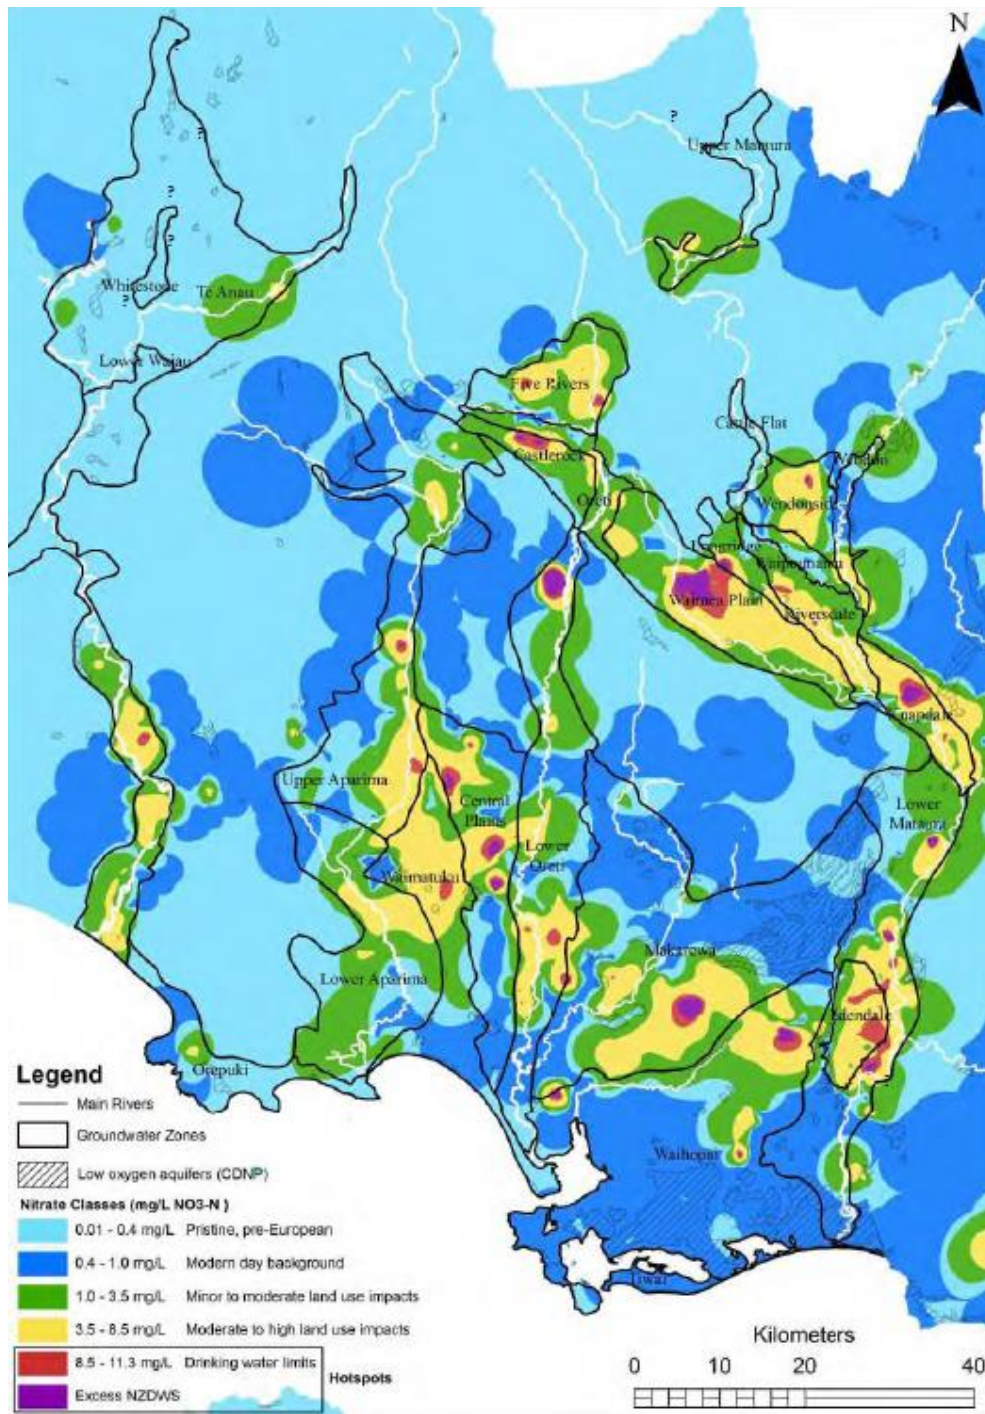 N
?
Upper Mataura
?
?
?
Whitestone
Te Anau
?
Lower Waiau
Five Rivers
Cattle Flat
Castlerock
Wendon
Oreti
Wendonside
Longridge
Waipounamu
Waimea Plain
Riversdale
Knapdale
Upper Aparima
Central
Plains
Lower
Mataura
Lower
Oreti
Waimatuku
Makarewa
Lower Aparima
Edendale
Orepuki
Waihopai
Tiwai
Legend
Main Rivers
Groundwater Zones
Low oxygen aquifers (CDNP)
Nitrate Classes (mg/L NO3-N )
0.01 - 0.4 mg/L Pristine, pre-European
0.4 - 1.0 mg/L Modern day background
1.0 - 3.5 mg/L Minor to moderate land use impacts
3.5 - 8.5 mg/L Moderate to high land use impacts
8.5 - 11.3 mg/L Drinking water limits
Hotspots
Excess NZDWS
Kilometers
0 10 20 40